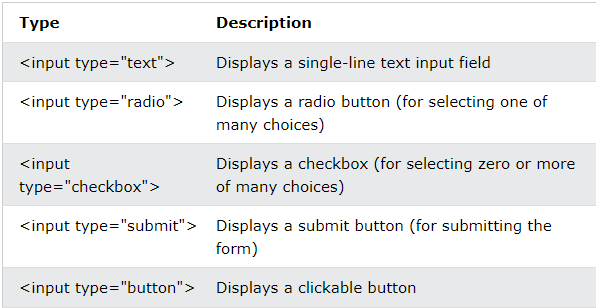 Type Description
<input type="text"> Displays a single-line text input field
<input type="radio"> Displays a radio button (for selecting one of
many choices)
<input Displays a checkbox (for selecting zero or more
type="checkbox"> of many choices)
<input type="submit"> Displays a submit button (for submitting the
form)
<input type="button"> Displays a clickable button